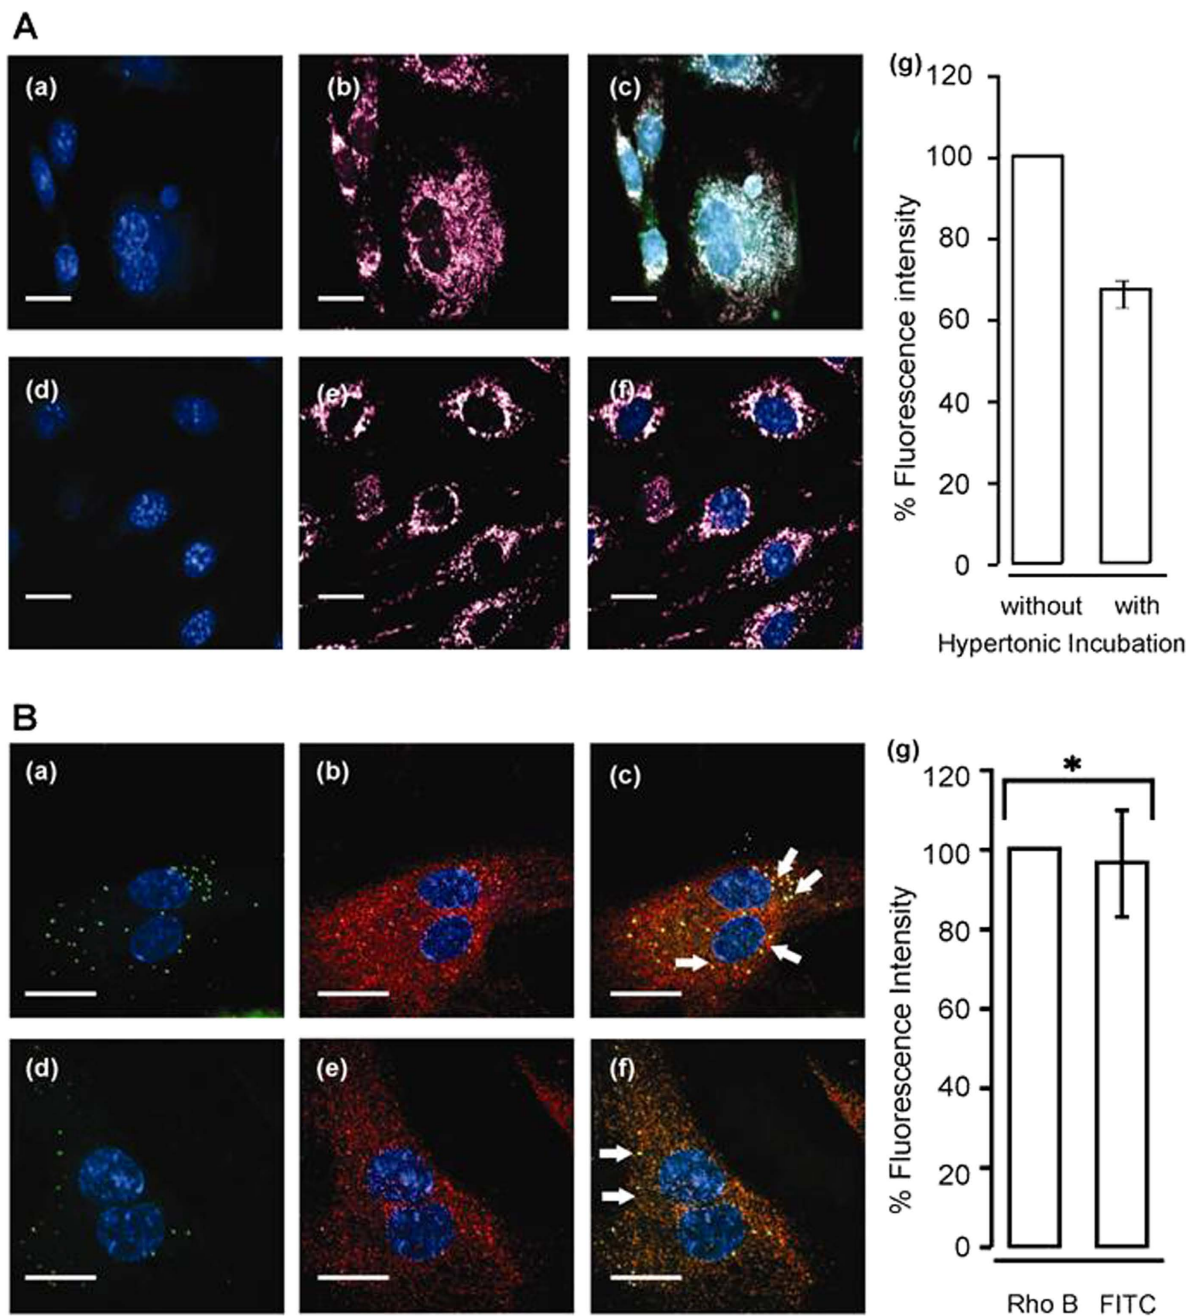 A
(a)
(b)
(c)
(d)
(e)
(f)
(g)
120
100
80
60
40
20
0
% Fluorescence intensity
without with
Hypertonic Incubation
B
(a)
(b)
(c)
(d)
(e)
(f)
(g)
*
120
100
80
60
40
20
0
% Fluorescence Intensity
Rho B FITC